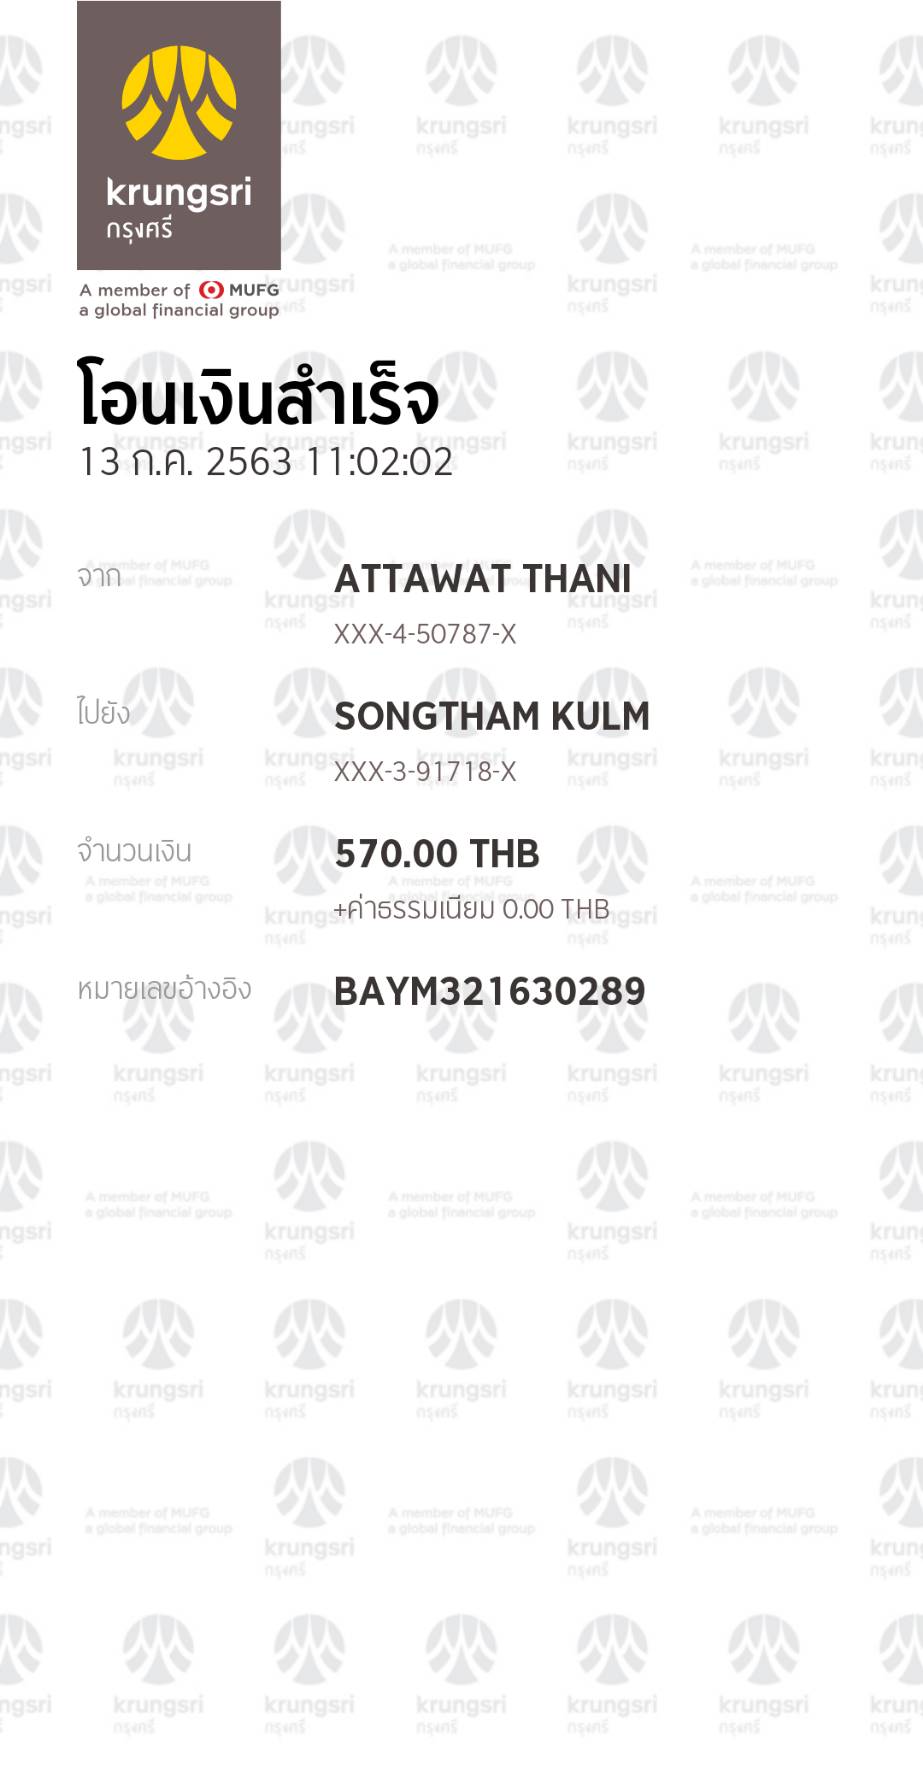 krungsri
กรุงศรี
A member of MUFG
a global financial group
โอนเงินสำเร็จ
13 ก.ค. 2563 11:02:02
จาก
ATTAWAT THANI
XXX-4-50787-X
ไปยัง
SONGTHAM KULM
XXX-3-91718-X
จำนวนเงิน
570.00 THB
+ค่าธรรมเนียม 0.00 THB
หมายเลขอ้างอิง
BAYM321630289